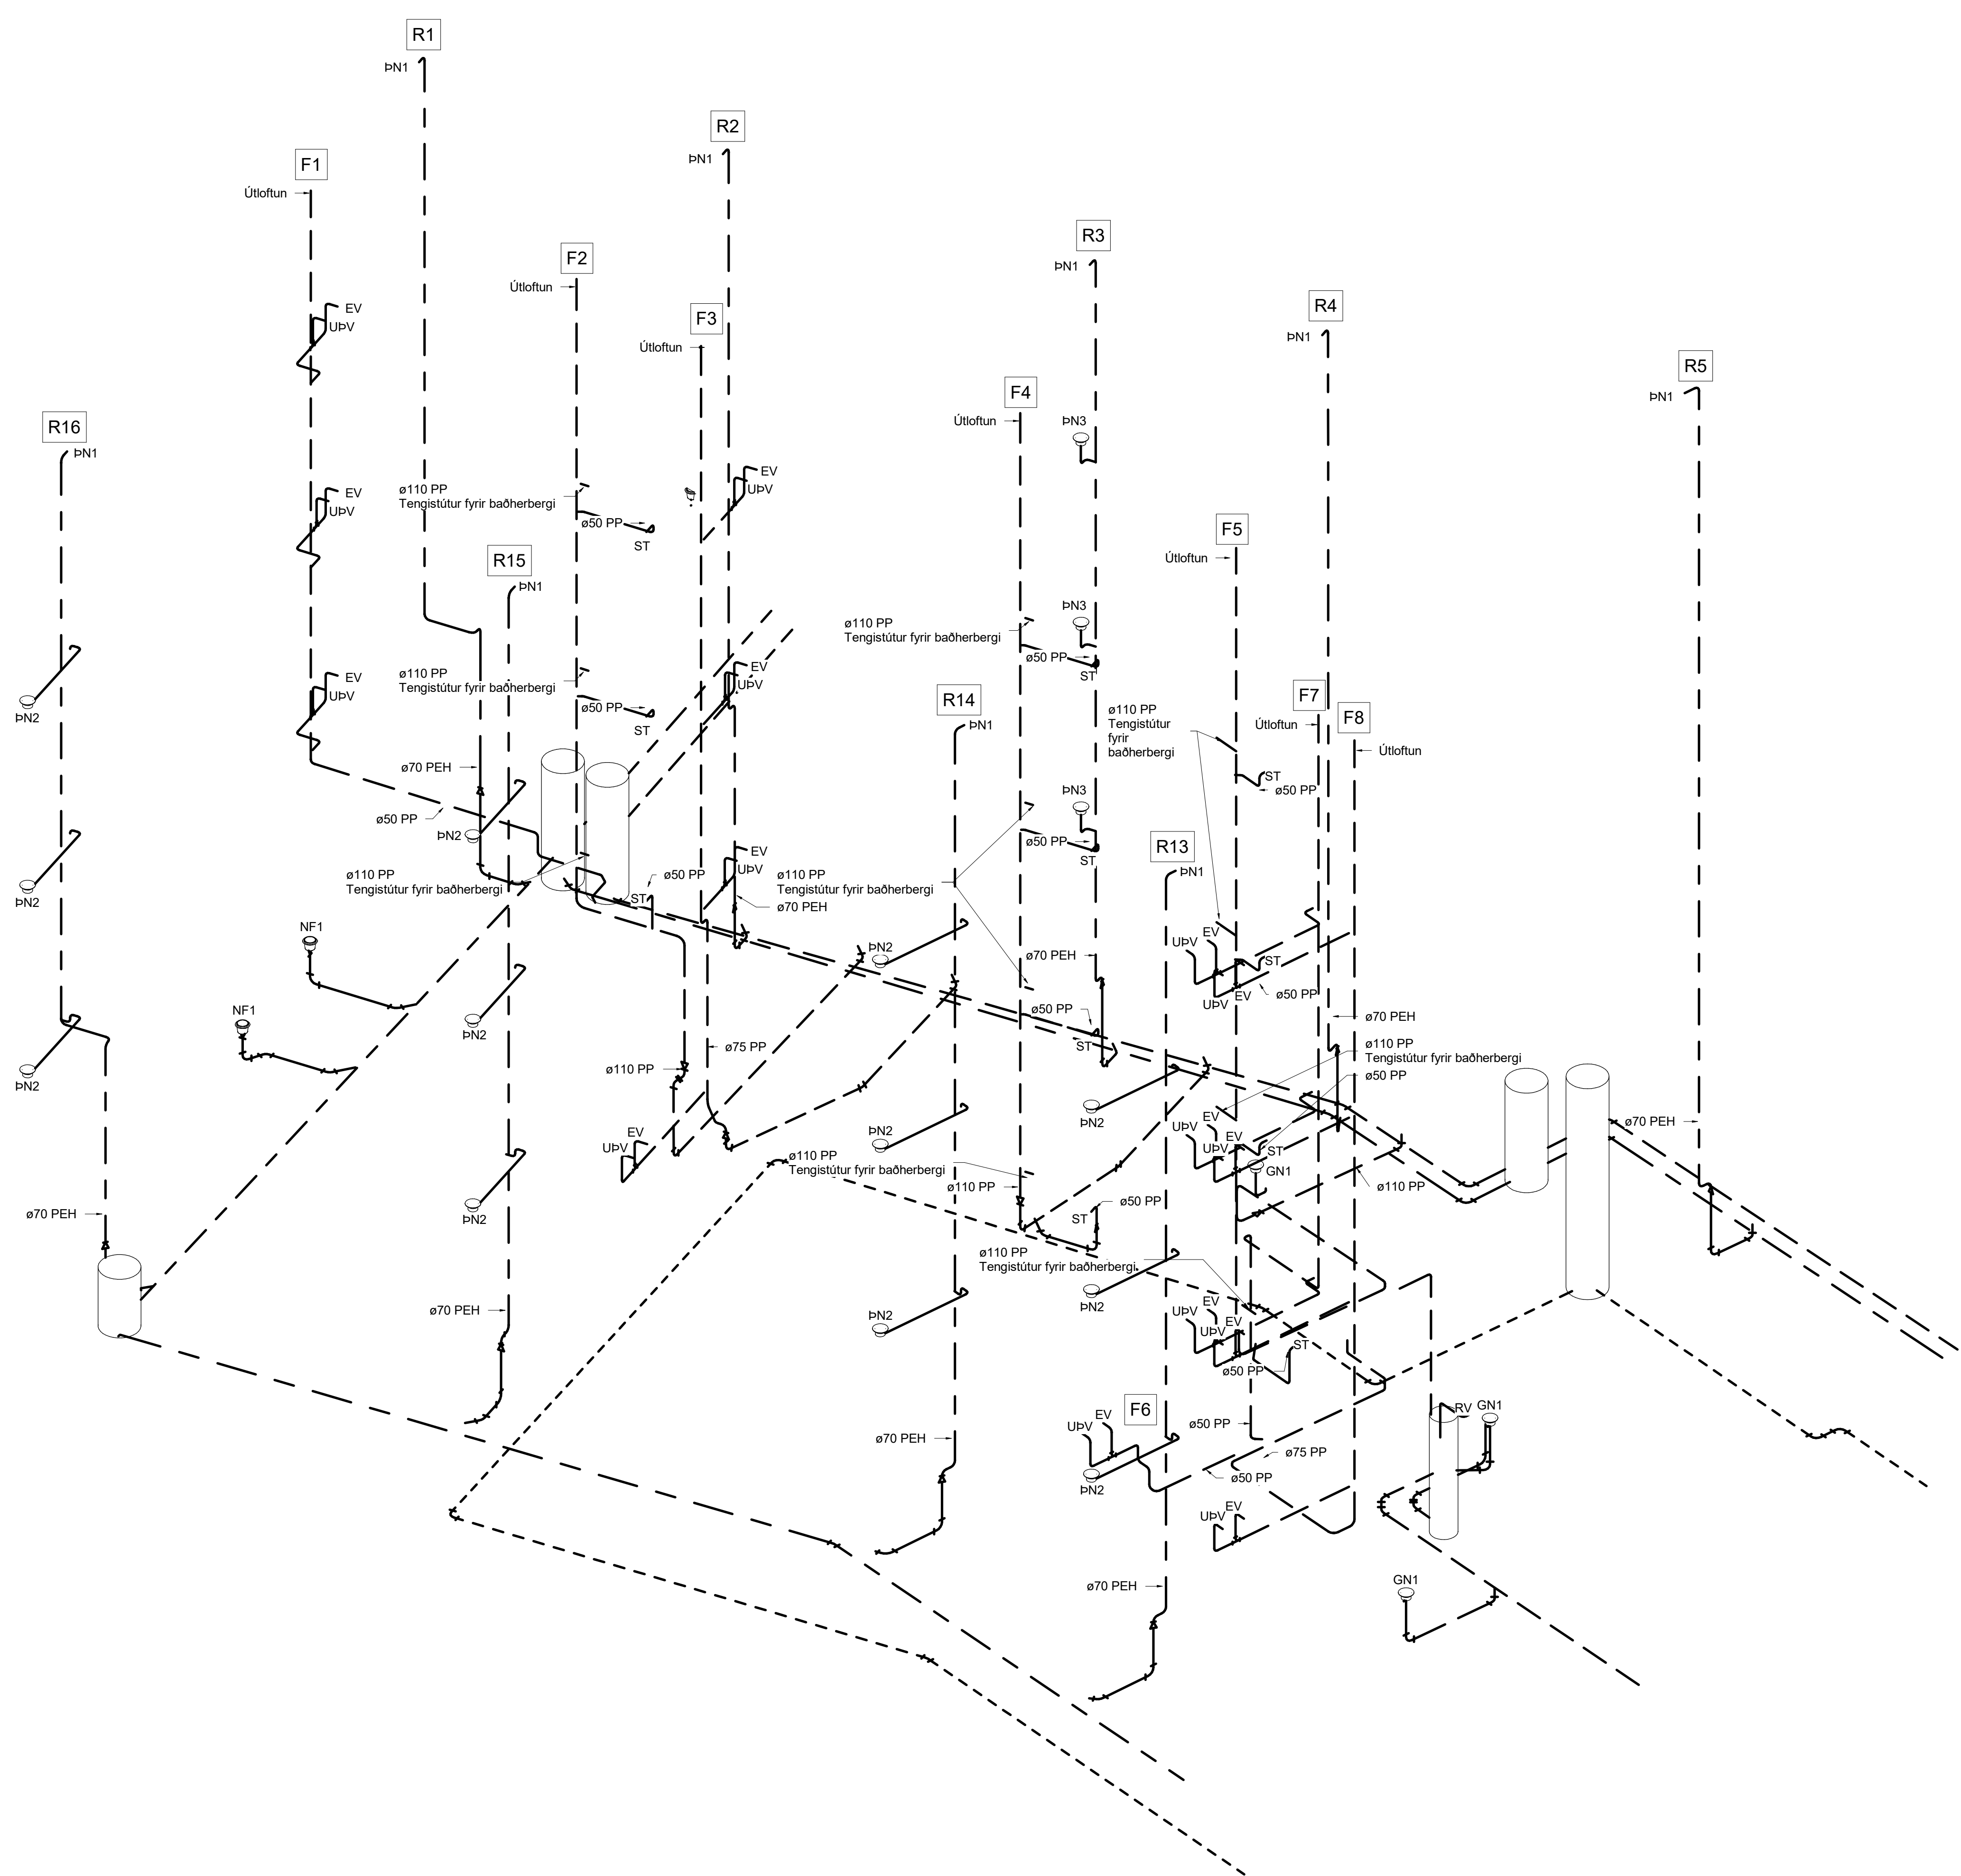 R1
ÞN1
R2
ÞN1
F1
Útloftun
R3
ÞN1
F2
Útloftun
F3
Útloftun
R4
ÞN1
EV
UÞV
R5
ÞN1
F4
Útloftun
R16
ÞN1
ÞN3
EV
UÞV
EV
UÞV
ø110 PP
Tengistútur fyrir baðherbergi
ø50 PP
ST
F5
Útloftun
R15
ÞN1
ÞN3
ø110 PP
Tengistútur fyrir baðherbergi
ø50 PP
ST
EV
UÞV
EV
UÞV
ø110 PP
Tengistútur fyrir baðherbergi
ø50 PP
ST
ÞN2
R14
ÞN1
F7
Útloftun
F8
Útloftun
ø110 PP
Tengistútur
fyrir
baðherbergi
ST
ø50 PP
ø70 PEH
ø50 PP
ÞN2
ÞN3
ø50 PP
ST
R13
ÞN1
EV
UÞV
ø110 PP
Tengistútur fyrir baðherbergi
ø50 PP
ST
ø110 PP
Tengistútur fyrir baðherbergi
ø70 PEH
ÞN2
NF1
ÞN2
ø70 PEH
EV
UÞV
ST
ø50 PP
UÞV
EV
NF1
ÞN2
ø50 PP
ST
ø70 PEH
ø110 PP
Tengistútur fyrir baðherbergi
ø50 PP
ø75 PP
ø110 PP
ÞN2
ÞN2
EV
UÞV
ÞN2
EV
UÞV
EV
UÞV
ST
GN1
ø70 PEH
ø110 PP
Tengistútur fyrir baðherbergi
ø110 PP
ø110 PP
ÞN2
ø70 PEH
ø50 PP
ST
ø110 PP
Tengistútur fyrir baðherbergi
ÞN2
ø70 PEH
ÞN2
EV
UÞV
EV
UÞV
ST
ø50 PP
F6
RV
GN1
EV
UÞV
ø50 PP
ø70 PEH
ø75 PP
ø50 PP
ÞN2
EV
UÞV
ø70 PEH
GN1